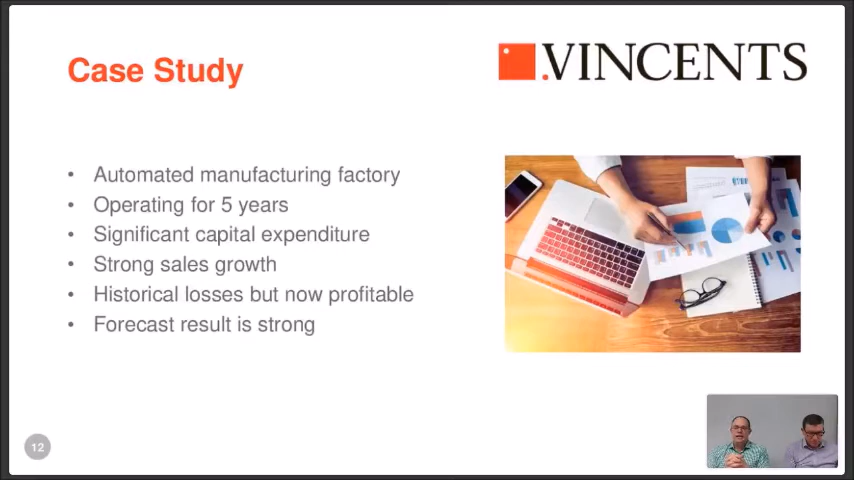 Case Study
.VINCENTS
• Automated manufacturing factory
• Operating for 5 years
• Significant capital expenditure
• Strong sales growth
• Historical losses but now profitable
• Forecast result is strong
12